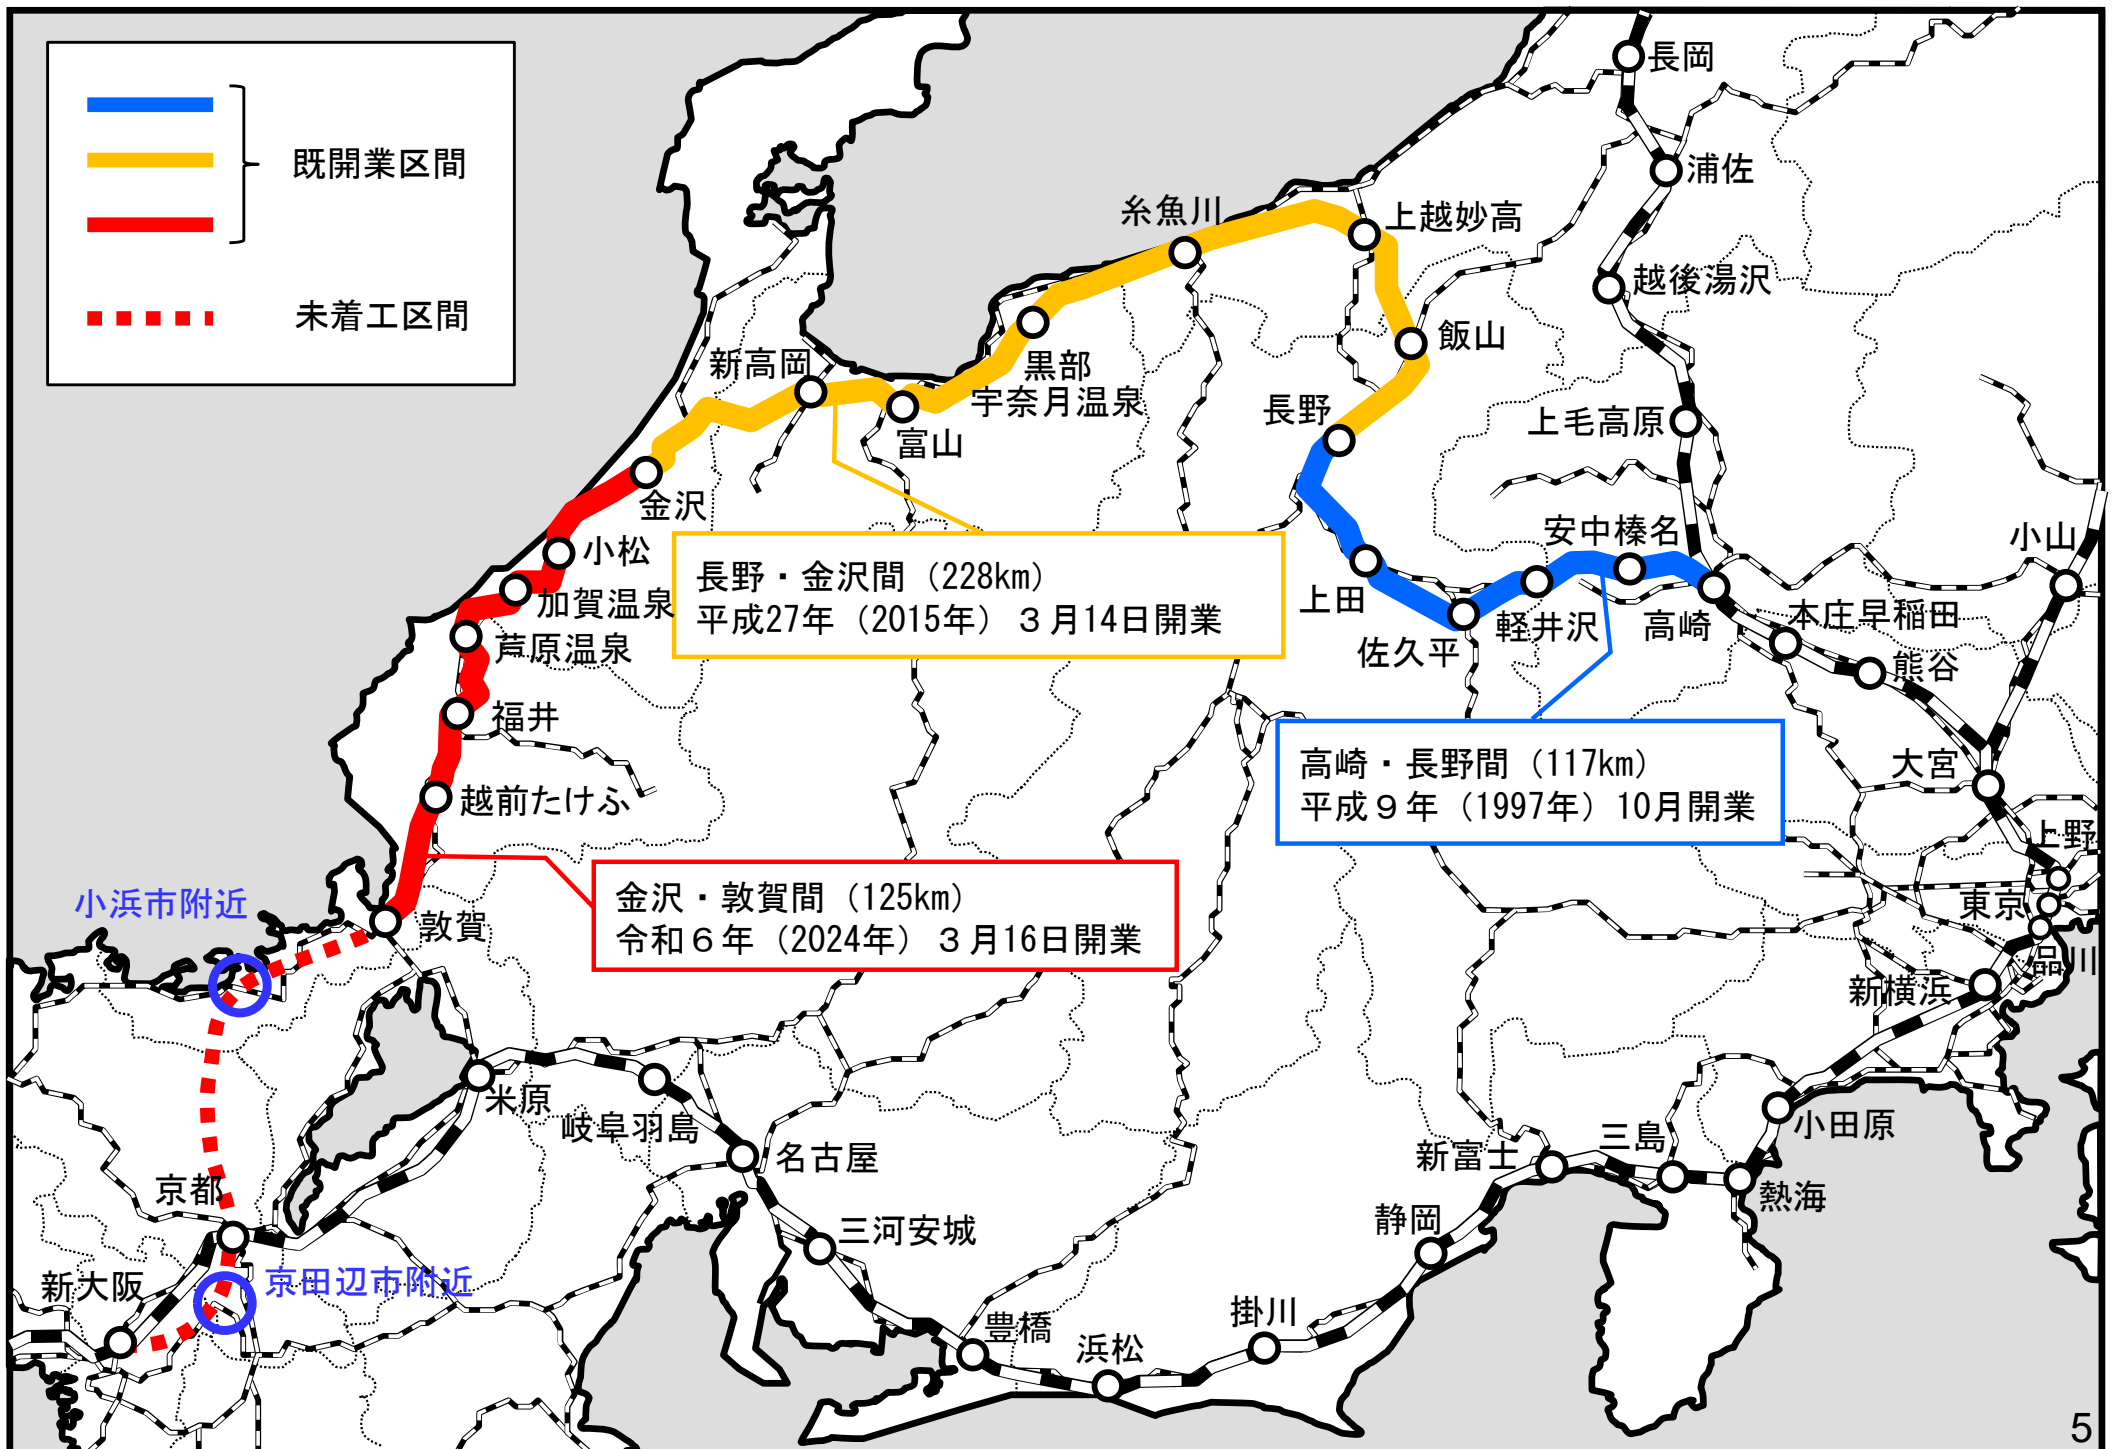 既開業区間
未着工区間
長岡
浦佐
糸魚川
上越妙高
越後湯沢
飯山
新高岡
黒部
宇奈月温泉
長野
上毛高原
富山
金沢
小松
安中榛名
小山
長野・金沢間（228km）
平成27年（2015年）３月14日開業
加賀温泉
上田
芦原温泉
佐久平
軽井沢
高崎
本庄早稲田
熊谷
福井
高崎・長野間（117km）
平成９年（1997年）10月開業
大宮
越前たけふ
上野
金沢・敦賀間（125km）
令和６年（2024年）３月16日開業
小浜市附近
敦賀
東京
品川
新横浜
米原
岐阜羽島
小田原
名古屋
新富士
三島
京都
熱海
三河安城
静岡
新大阪
京田辺市附近
豊橋
掛川
浜松
5